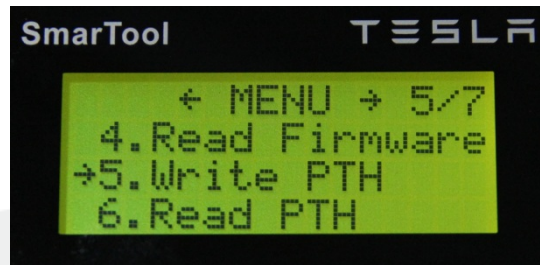 SmarTool TESLA
← MENU → 5/7
4.Read Firmware
→5.Write PTH
6.Read PTH